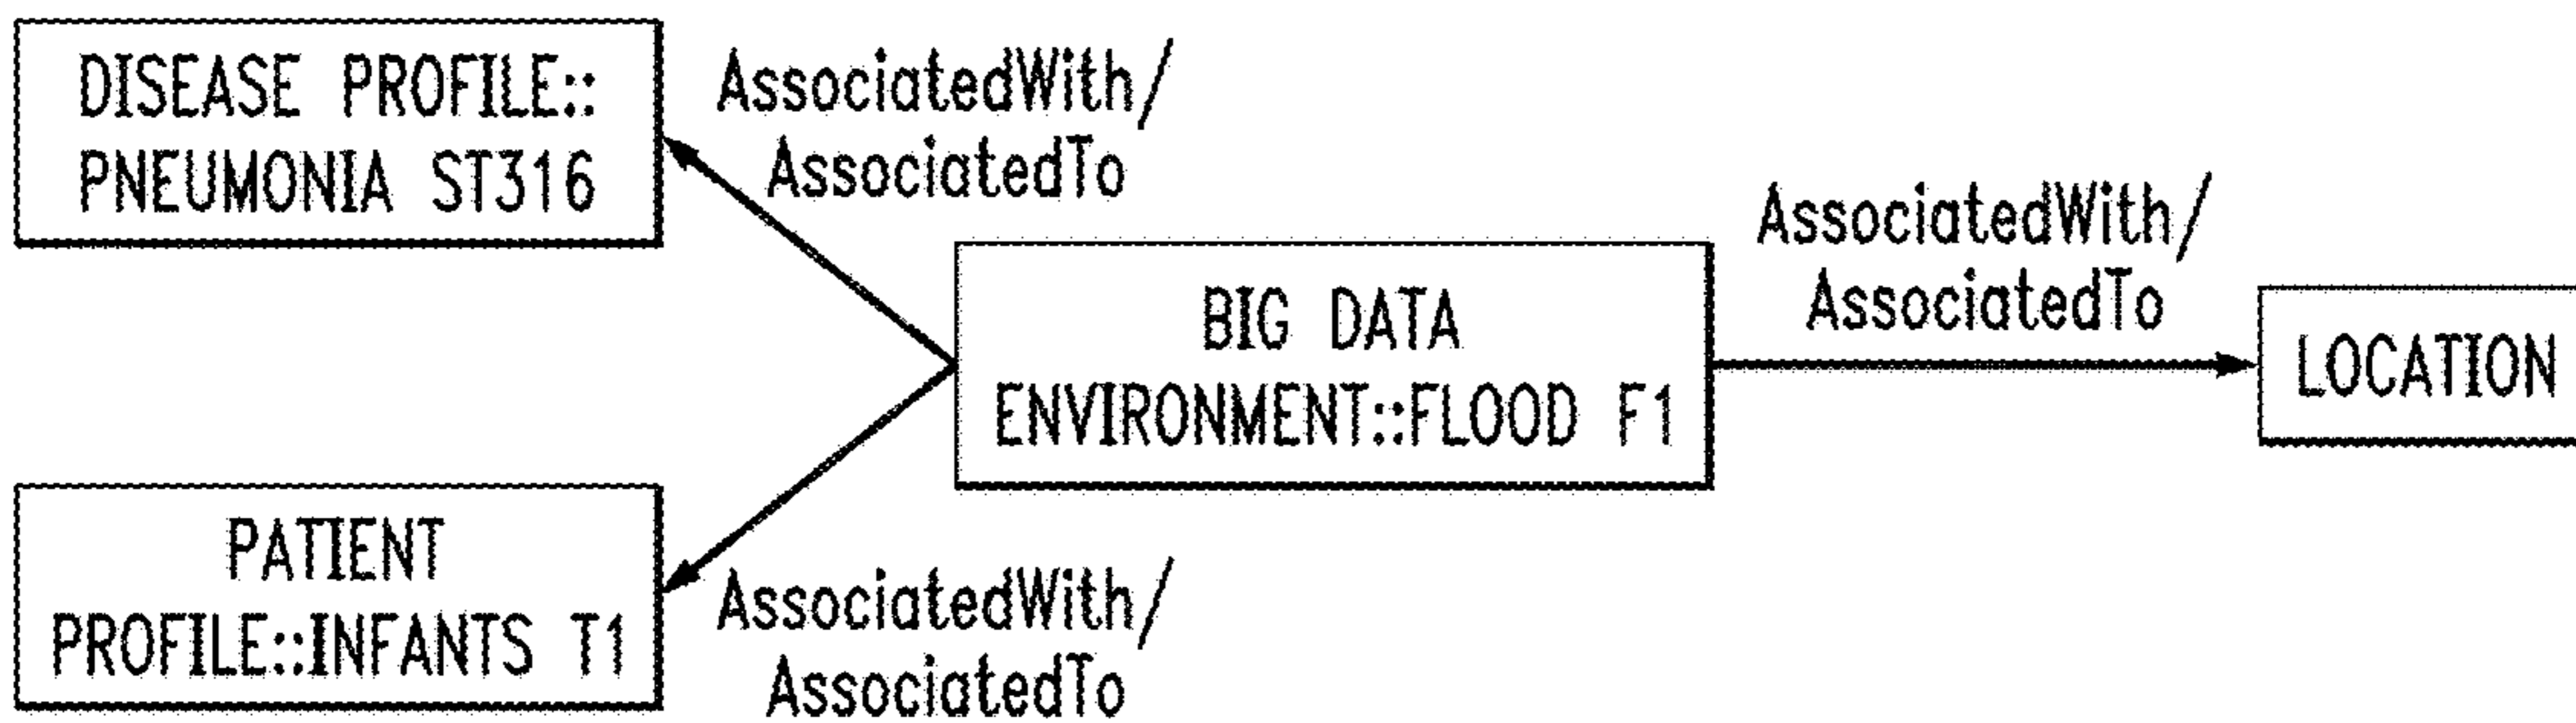 DISEASE PROFILE::
PNEUMONIA ST316
AssociatedWith/
AssociatedTo
BIG DATA
ENVIRONMENT::FLOOD F1
AssociatedWith/
AssociatedTo
LOCATION
PATIENT
PROFILE::INFANTS T1
AssociatedWith/
AssociatedTo